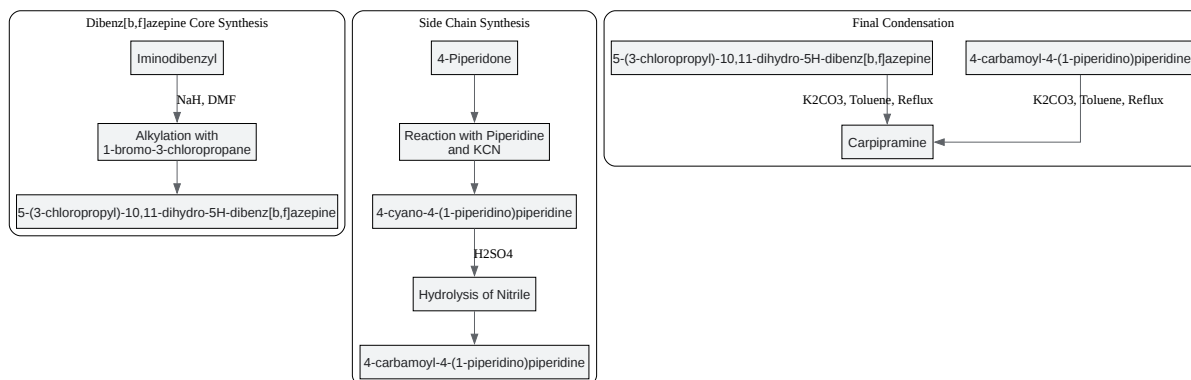 Dibenz[b,f]azepine Core Synthesis
Iminodibenzyl
NaH, DMF
Alkylation with
1-bromo-3-chloropropane
5-(3-chloropropyl)-10,11-dihydro-5H-dibenz[b,f]azepine
Side Chain Synthesis
4-Piperidone
Reaction with Piperidine
and KCN
4-cyano-4-(1-piperidino)piperidine
H2SO4
Hydrolysis of Nitrile
4-carbamoyl-4-(1-piperidino)piperidine
Final Condensation
5-(3-chloropropyl)-10,11-dihydro-5H-dibenz[b,f]azepine
4-carbamoyl-4-(1-piperidino)piperidine
K2CO3, Toluene, Reflux
K2CO3, Toluene, Reflux
Carpipramine